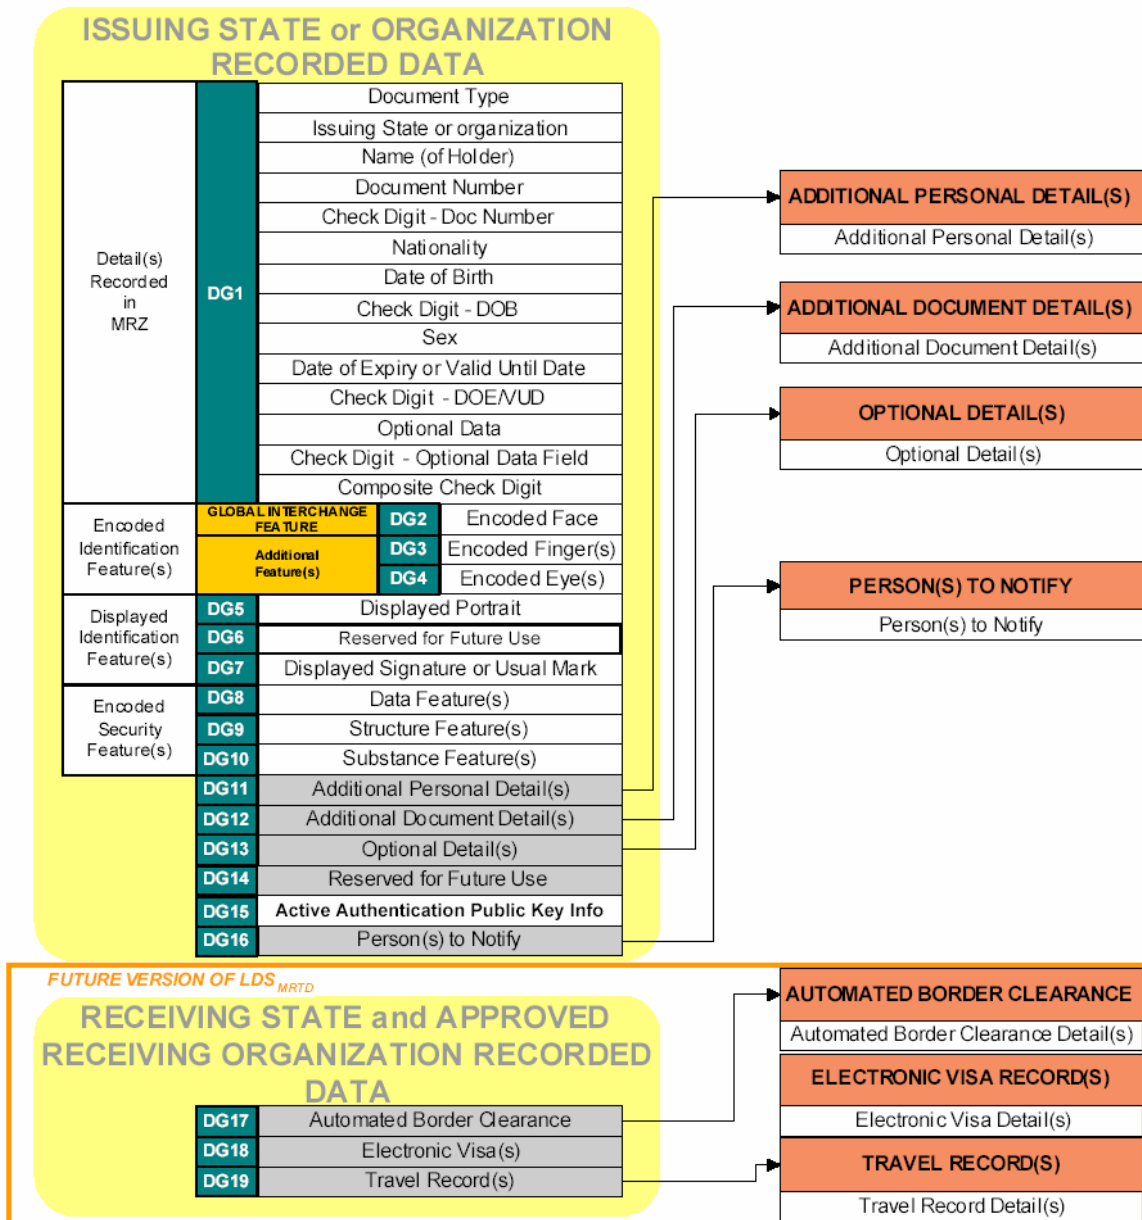 ISSUING STATE or ORGANIZATION
RECORDED DATA
Detail(s)
Recorded
in
MRZ
DG1
Document Type
Issuing State or organization
Name (of Holder)
Document Number
Check Digit - Doc Number
Nationality
Date of Birth
Check Digit - DOB
Sex
Date of Expiry or Valid Until Date
Check Digit - DOE/VUD
Optional Data
Check Digit - Optional Data Field
Composite Check Digit
Encoded
Identification
Feature(s)
GLOBAL INTERCHANGE
FEATURE
DG2 Encoded Face
Additional
Feature(s)
DG3 Encoded Finger(s)
DG4 Encoded Eye(s)
Displayed
Identification
Feature(s)
DG5 Displayed Portrait
DG6 Reserved for Future Use
DG7 Displayed Signature or Usual Mark
Encoded
Security
Feature(s)
DG8 Data Feature(s)
DG9 Structure Feature(s)
DG10 Substance Feature(s)
DG11 Additional Personal Detail(s)
DG12 Additional Document Detail(s)
DG13 Optional Detail(s)
DG14 Reserved for Future Use
DG15 Active Authentication Public Key Info
DG16 Person(s) to Notify
ADDITIONAL PERSONAL DETAIL(S)
Additional Personal Detail(s)
ADDITIONAL DOCUMENT DETAIL(S)
Additional Document Detail(s)
OPTIONAL DETAIL(S)
Optional Detail(s)
PERSON(S) TO NOTIFY
Person(s) to Notify
FUTURE VERSION OF LDS MRTD
RECEIVING STATE and APPROVED
RECEIVING ORGANIZATION RECORDED
DATA
DG17 Automated Border Clearance
DG18 Electronic Visa(s)
DG19 Travel Record(s)
AUTOMATED BORDER CLEARANCE
Automated Border Clearance Detail(s)
ELECTRONIC VISA RECORD(S)
Electronic Visa Detail(s)
TRAVEL RECORD(S)
Travel Record Detail(s)